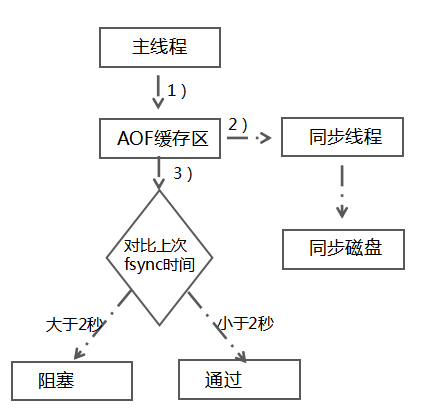 主线程
1）
AOF缓存区
2）
同步线程
3）
同步磁盘
对比上次
fsync时间
大于2秒
小于2秒
阻塞
通过